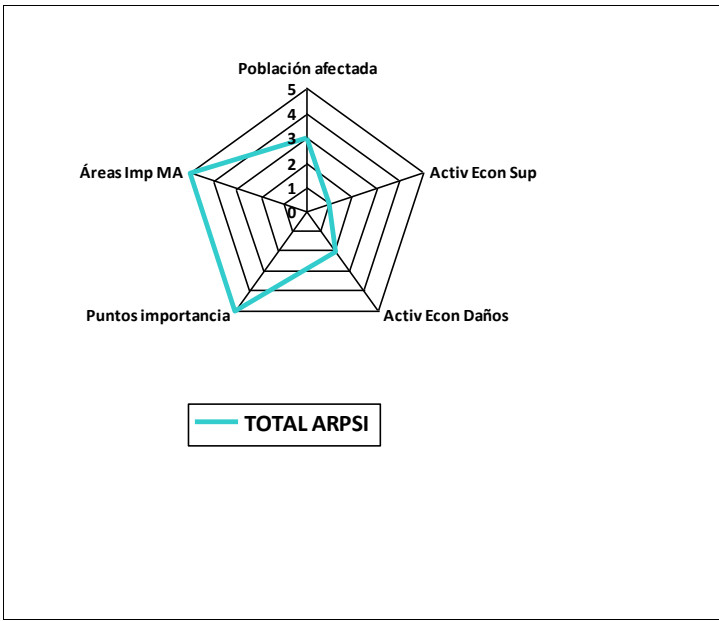 Población afectada
5
4
3
2
1
0
Áreas Imp MA
Activ Econ Sup
Puntos importancia
Activ Econ Daños
TOTAL ARPSI